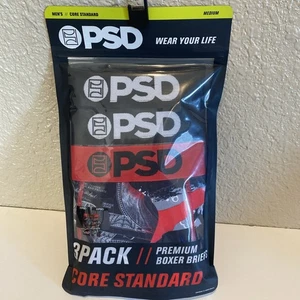 MEN'S // CORE STANDARD
MEDIUM
PSD
WEAR YOUR LIFE
PSD
PSD
PSD
3PACK // PREMIUM
BOXER BRIEFS
CORE STANDARD